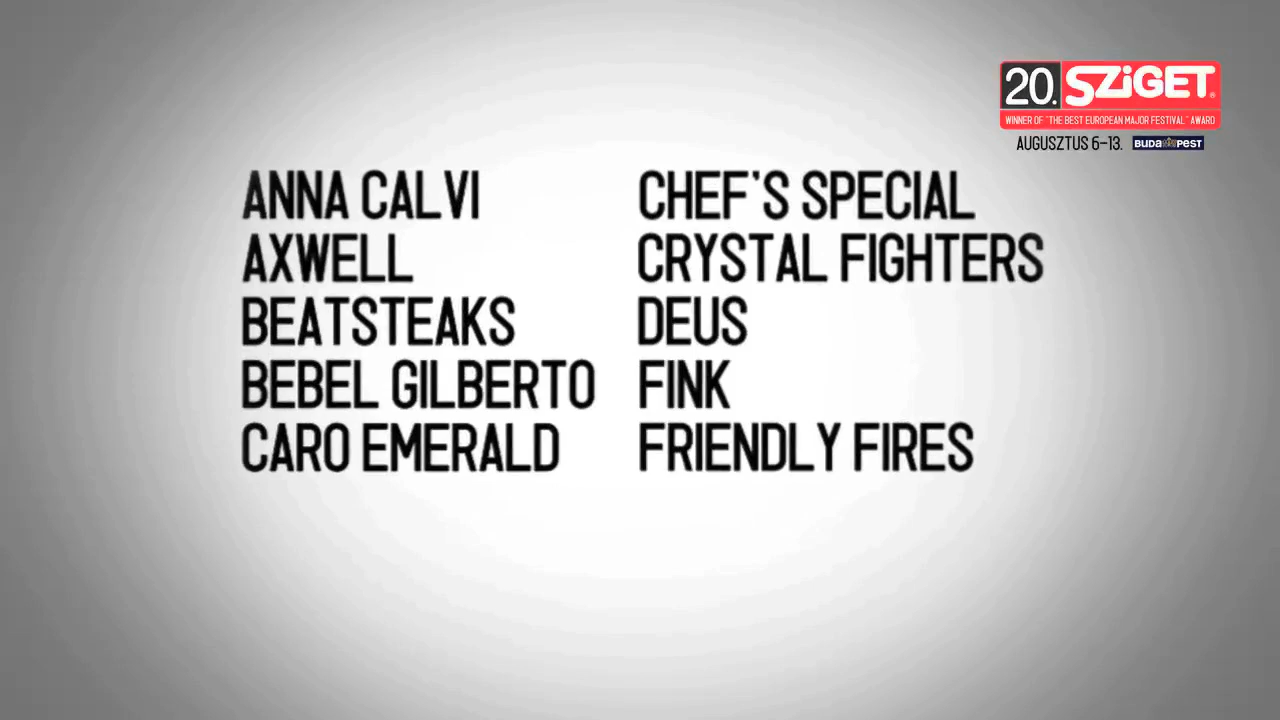 20. SZiGET®
WINNER OF "THE BEST EUROPEAN MAJOR FESTIVAL" AWARD
AUGUSZTUS 6-13. BUDAPEST
ANNA CALVI
AXWELL
BEATSTEAKS
BEBEL GILBERTO
CARO EMERALD
CHEF'S SPECIAL
CRYSTAL FIGHTERS
DEUS
FINK
FRIENDLY FIRES